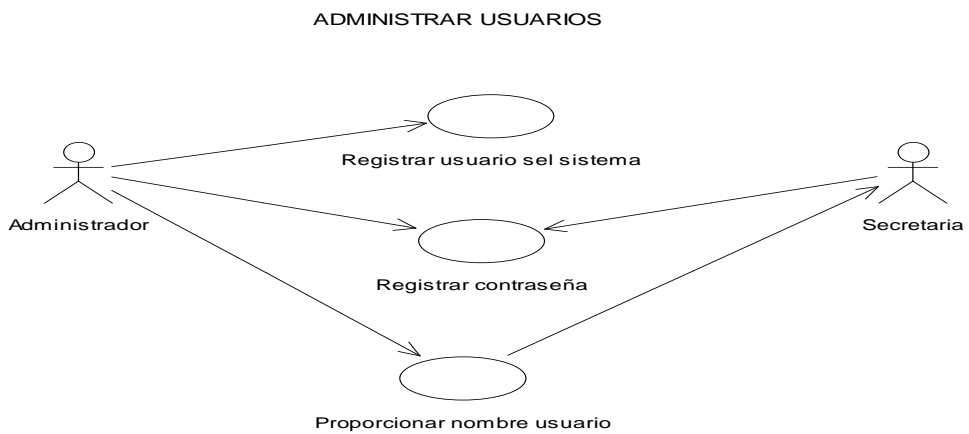 ADMINISTRAR USUARIOS
Registrar usuario sel sistema
Administrador
Secretaria
Registrar contraseña
Proporcionar nombre usuario